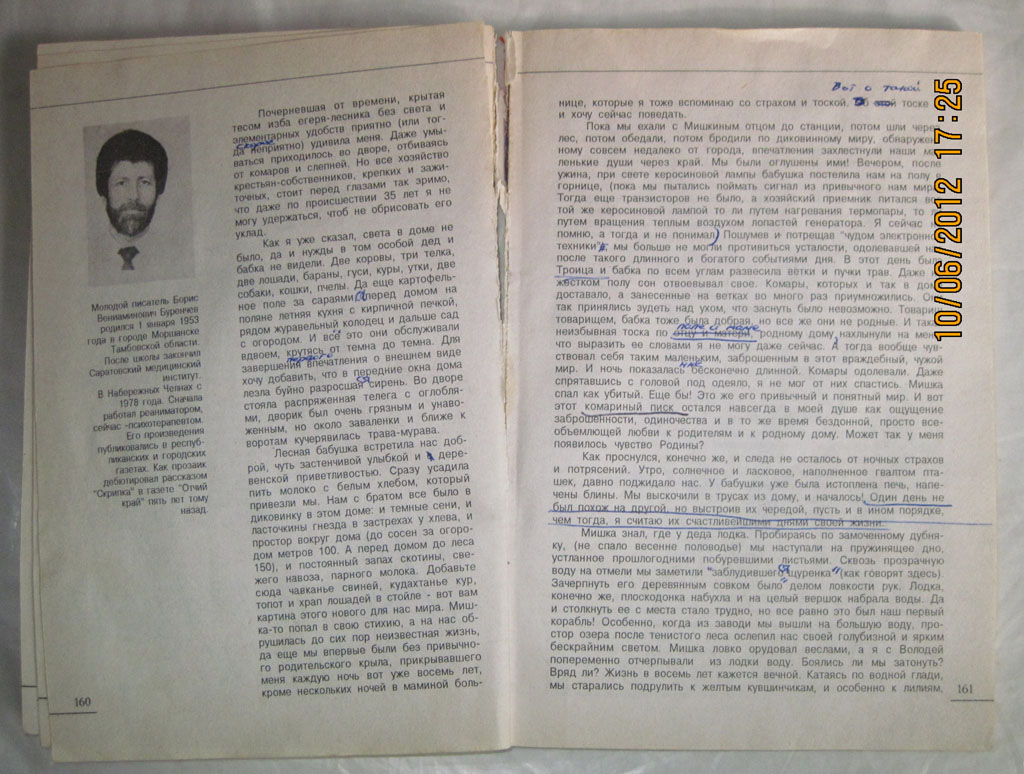 Молодой писатель Борис
Вениаминович Буренчев
родился 1 января 1953
года в городе Моршанске
Тамбовской области.
После школы закончил
Саратовский медицинский
институт.
В Набережных Челнах с
1978 года. Сначала
работал реаниматором,
сейчас -психотерапевтом.
Его произведения
публиковались в респуб-
ликанских и городских
газетах. Как прозаик
дебютировал рассказом
"Скрипка" в газете "Отчий
край" пять лет тому
назад.
160
Почерневшая от времени, крытая
тесом изба егеря-лесника без света и
элементарных удобств приятно (или тог-
да неприятно) удивила меня. Даже умы-
ваться приходилось во дворе, отбиваясь
от комаров и слепней. Но все хозяйство
крестьян-собственников, крепких и зажи-
точных, стоит перед глазами так зримо,
что даже по происшествии 35 лет я не
могу удержаться, чтоб не обрисовать его
уклад.
Как я уже сказал, света в доме не
было, да и нужды в том особой дед и
бабка не видели. Две коровы, три телка,
две лошади, бараны, гуси, куры, утки, две
собаки, кошки, пчелы. Да еще картофель-
ное поле за сараями, а перед домом на
поляне летняя кухня с кирпичной печкой,
рядом журавельный колодец и дальше сад
с огородом. И всё это они обслуживали
вдвоем, крутясь от темна до темна. Для
завершения первого впечатления о внешнем виде
хочу добавить, что в передние окна дома
лезла буйно разросшаяся сирень. Во дворе
стояла распряженная телега с оглобля-
ми, дворик был очень грязным и унаво-
женным, но около заваленки и ближе к
воротам кучерявилась трава-мурава.
Лесная бабушка встретила нас доб-
рой, чуть застенчивой улыбкой и дере-
венской приветливостью. Сразу усадила
пить молоко с белым хлебом, который
привезли мы. Нам с братом все было в
диковинку в этом доме: и темные сени, и
ласточкины гнезда в застрехах у хлева, и
простор вокруг дома (до сосен за огоро-
дом метров 100. А перед домом до леса
150), и постоянный запах скотины, све-
жего навоза, парного молока. Добавьте
сюда чавканье свиней, кудахтанье кур,
топот и храп лошадей в стойле - вот вам
картина этого нового для нас мира. Миш-
ка-то попал в свою стихию, а на нас об-
рушилась до сих пор неизвестная жизнь,
да еще мы впервые были без привычно-
го родительского крыла, прикрывавшего
меня каждую ночь вот уже восемь лет,
кроме нескольких ночей в маминой боль-
Вот о такой
нице, которые я тоже вспоминаю со страхом и тоской. тоске
и хочу сейчас поведать.
Пока мы ехали с Мишкиным отцом до станции, потом шли через
лес, потом обедали, потом бродили по диковинному миру, обнаружен
ному совсем недалеко от города, впечатления захлестнули наши ма
ленькие души через край. Мы были оглушены ими! Вечером, после
ужина, при свете керосиновой лампы бабушка постелила нам на полу в
горнице, (пока мы пытались поймать сигнал из привычного нам мира
Тогда еще транзисторов не было, а хозяйский приемник питался
той же керосиновой лампой то ли путем нагревания термопары, то ли
путем вращения теплым воздухом лопастей генератора. Я сейчас не
помню, а тогда и не понимал) Пошумев и потрещав "чудом электронной
техники", мы больше не могли противиться усталости, одолевшей нас
после такого длинного и богатого событиями дня. В этот день была
Троица и бабка по всем углам развесила ветки и пучки трав. Даже на
жестком полу сон отвоевывал свое. Комары, которых и так в доме
доставало, а занесенные на ветках во много раз приумножились. Они
так принялись зудеть над ухом, что заснуть было невозможно. Товарищ
товарищем, бабка тоже была добрая, но все же они не родные. И такая
неизбывная тоска по папе и маме, отцу и матери, родному дому, нахлынули на меня
что выразить ее словами я не могу даже сейчас. А тогда вообще чув-
ствовал себя таким маленьким, заброшенным в этот враждебный, чужой
мир. И ночь показалась мне бесконечно длинной. Комары одолевали. Даже
спрятавшись с головой под одеяло, я не мог от них спастись. Мишка
спал как убитый. Еще бы! Это же его привычный и понятный мир. И вот
этот комариный писк остался навсегда в моей душе как ощущение
заброшенности, одиночества и в то же время бездонной, просто все-
объемлющей любви к родителям и к родному дому. Может так у меня
появилось чувство Родины?
Как проснулся, конечно же, и следа не осталось от ночных страхов
и потрясений. Утро, солнечное и ласковое, наполненное гвалтом пта-
шек, давно поджидало нас. У бабушки уже была истоплена печь, напе-
чены блины. Мы выскочили в трусах из дому, и началось! Один день не
был похож на другой, но выстроив их чередой, пусть и в ином порядке,
чем тогда, я считаю их счастливейшими днями своей жизни.
Мишка знал, где у деда лодка. Пробираясь по замоченному дубня-
ку, (не спало весенне половодье) мы наступали на пружинящее дно,
устланное прошлогодними побуревшими листьями. Сквозь прозрачную
воду на отмели мы заметили "заблудившегося щуренка" (как говорят здесь).
Зачерпнуть его деревянным совком было делом ловкости рук. Лодка,
конечно же, плоскодонка набухла и на целый вершок набрала воды. Да
и столкнуть ее с места стало трудно, но все равно это был наш первый
корабль! Особенно, когда из заводи мы вышли на большую воду, про-
стор озера после тенистого леса ослепил нас своей голубизной и ярким
бескрайним светом. Мишка ловко орудовал веслами, а я с Володей
попеременно отчерпывали из лодки воду. Боялись ли мы затонуть?
Вряд ли? Жизнь в восемь лет кажется вечной. Катаясь по водной глади,
мы старались подрулить к желтым кувшинчикам, и особенно к лилиям,
161
10/06/2012 17:25